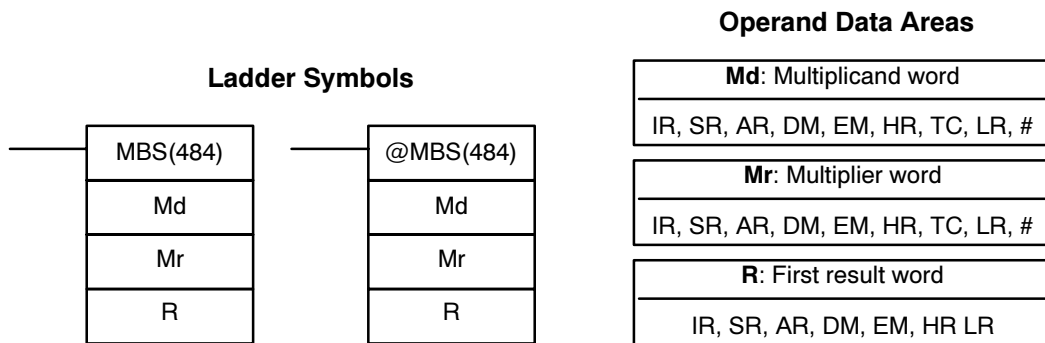 Ladder Symbols
MBS(484)
Md
Mr
R
@MBS(484)
Md
Mr
R
Operand Data Areas
Md: Multiplicand word
IR, SR, AR, DM, EM, HR, TC, LR, #
Mr: Multiplier word
IR, SR, AR, DM, EM, HR, TC, LR, #
R: First result word
IR, SR, AR, DM, EM, HR LR